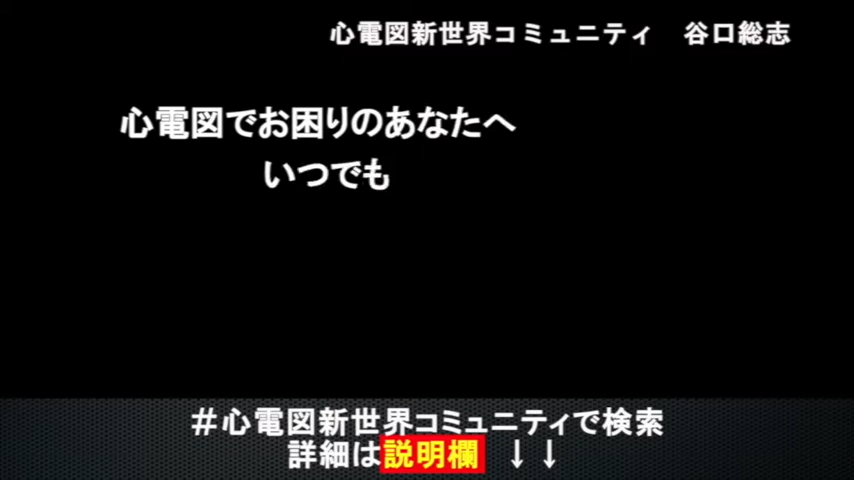 心電図新世界コミュニティ　谷口総志
心電図でお困りのあなたへ
いつでも
＃心電図新世界コミュニティで検索
詳細は説明欄 ↓↓